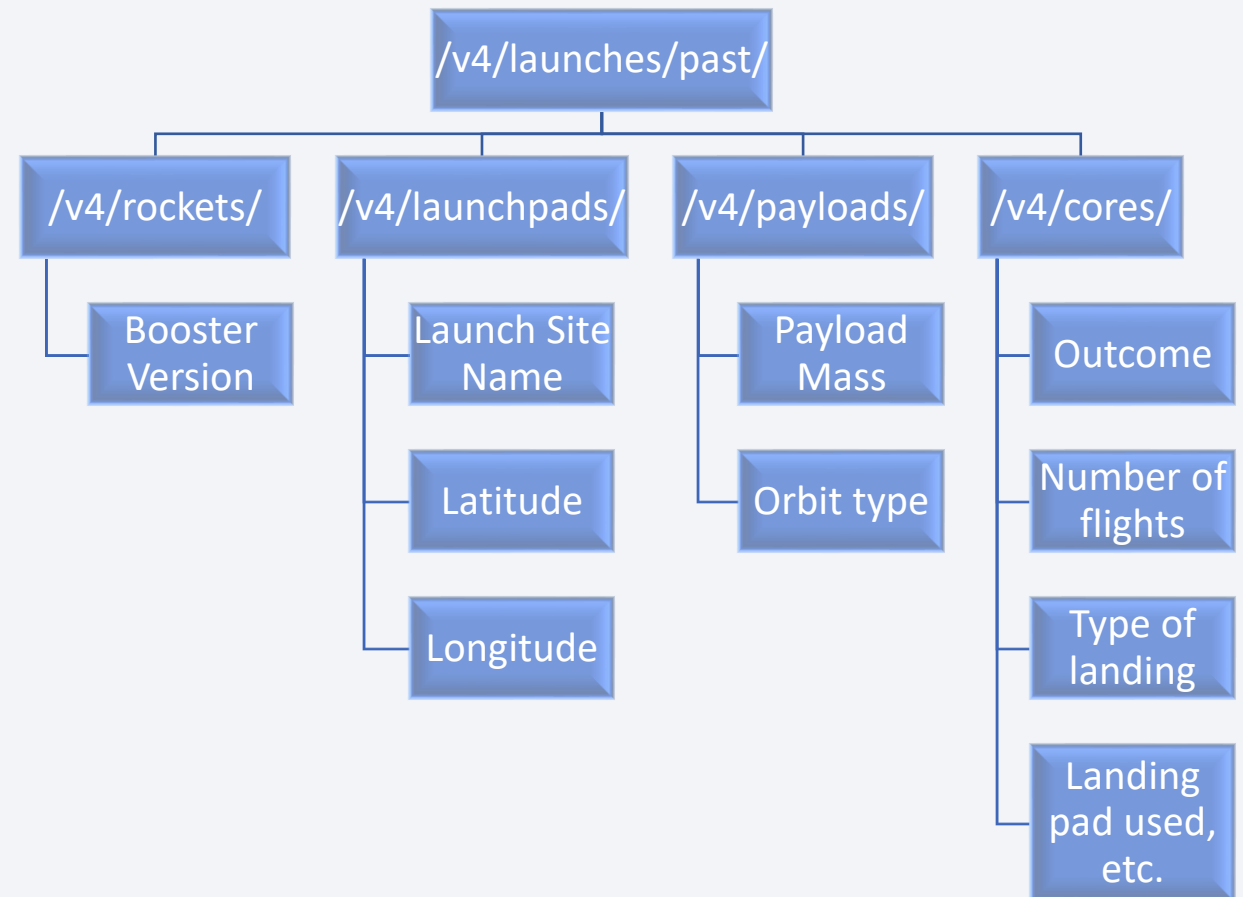 /v4/launches/past/
/v4/rockets/
Booster
Version
/v4/launchpads/
Launch Site
Name
Latitude
Longitude
/v4/payloads/
Payload
Mass
Orbit type
/v4/cores/
Outcome
Number of
flights
Type of
landing
Landing
pad used,
etc.